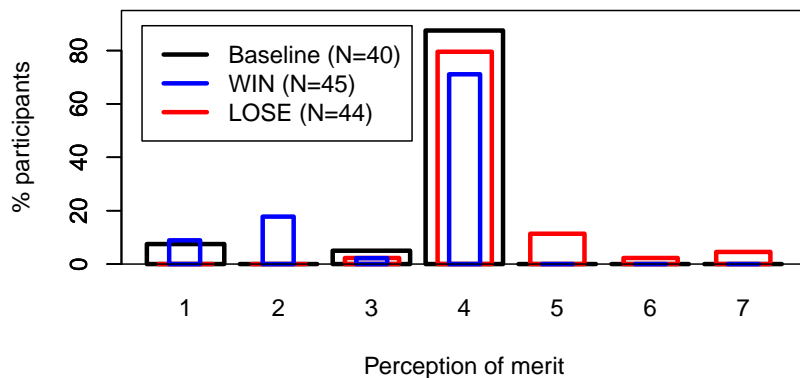 % participants
80
60
40
20
0
Baseline (N=40)
WIN (N=45)
LOSE (N=44)
1 2 3 4 5 6 7
Perception of merit